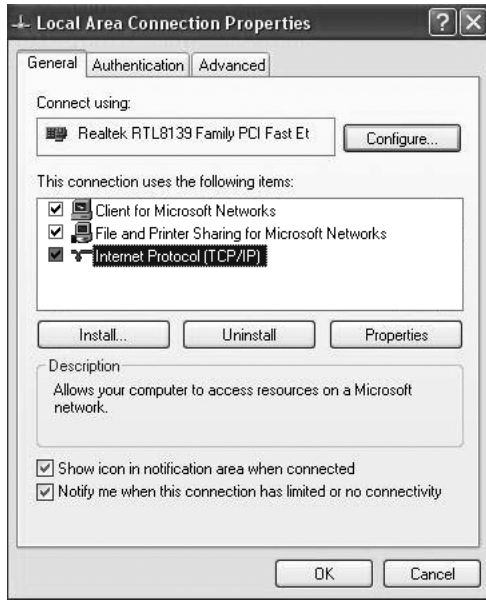 Local Area Connection Properties
General Authentication Advanced
Connect using:
Realtek RTL8139 Family PCI Fast Et
Configure...
This connection uses the following items:
Client for Microsoft Networks
File and Printer Sharing for Microsoft Networks
Internet Protocol (TCP/IP)
Install... Uninstall Properties
Description
Allows your computer to access resources on a Microsoft
network.
Show icon in notification area when connected
Notify me when this connection has limited or no connectivity
OK Cancel